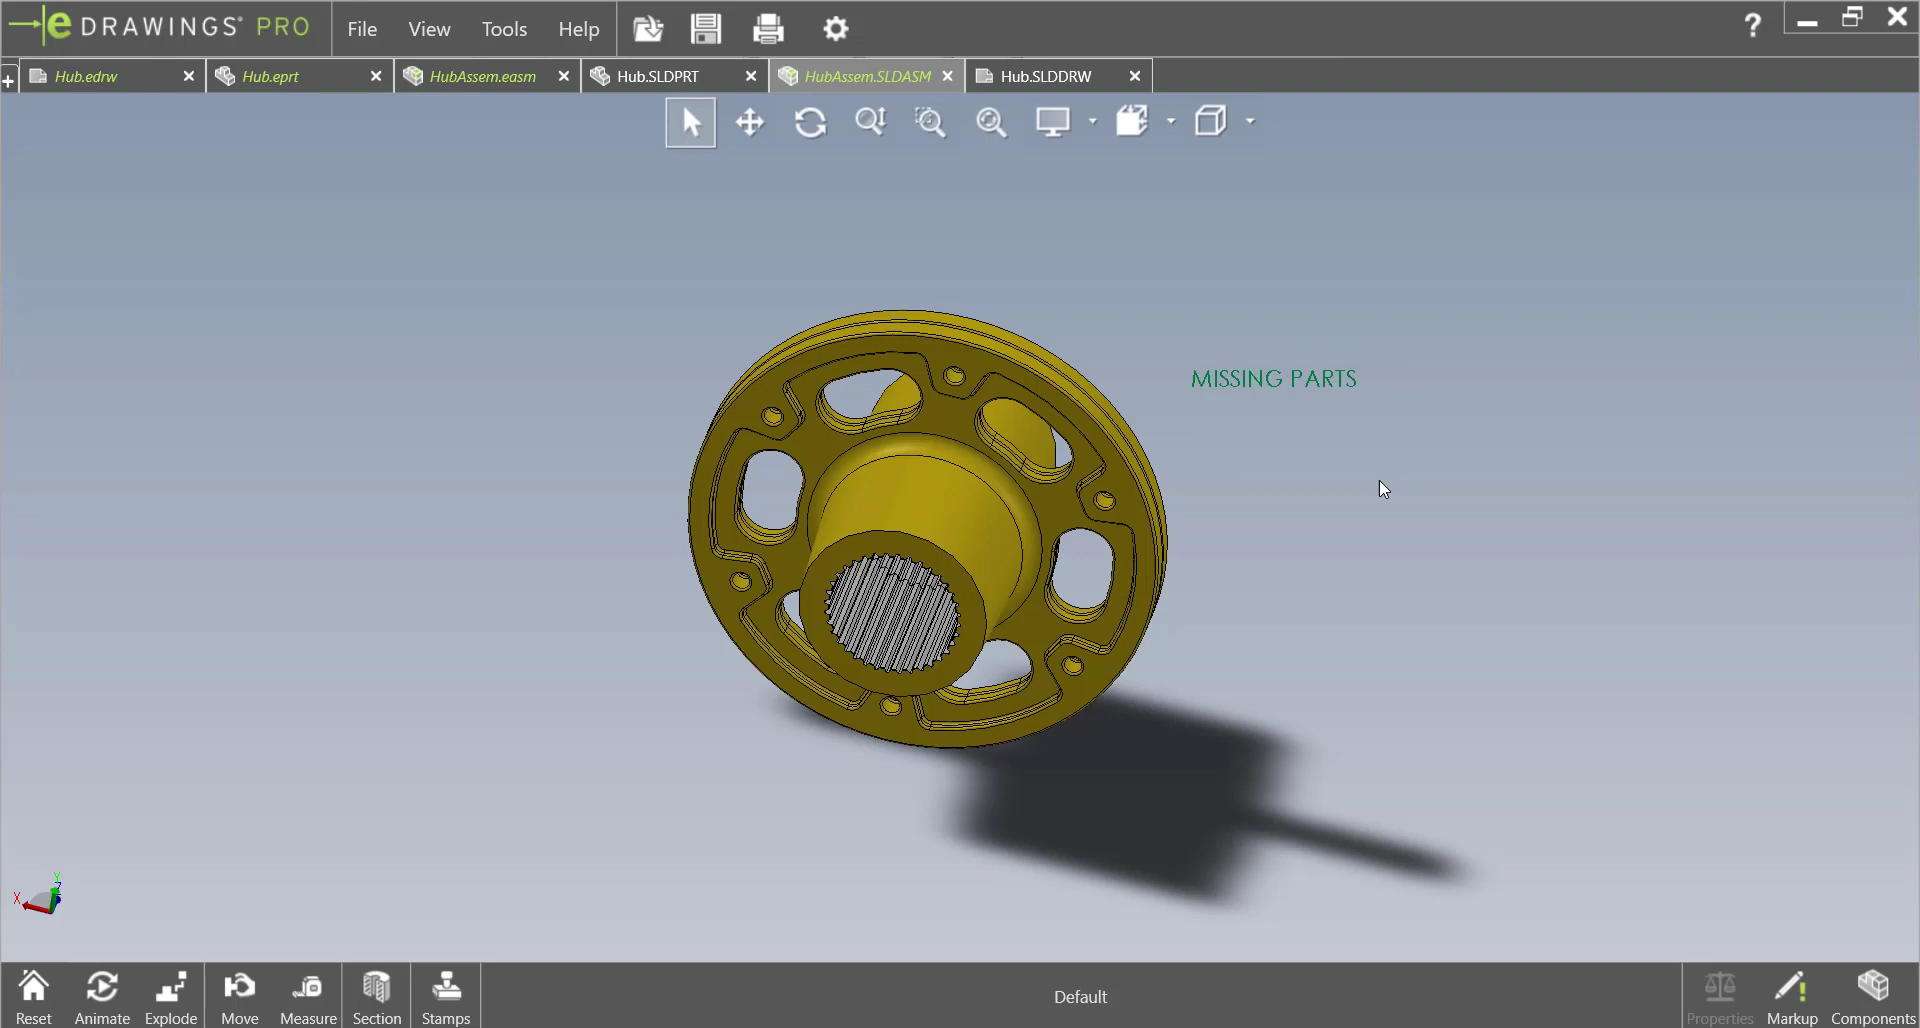 eDRAWINGS® PRO
File View Tools Help
?
+ Hub.edrw Hub.eprt HubAssem.easm Hub.SLDPRT HubAssem.SLDASM Hub.SLDDRW
MISSING PARTS
Y
Z
X
Default
Reset Animate Explode Move Measure Section Stamps Properties Markup Components